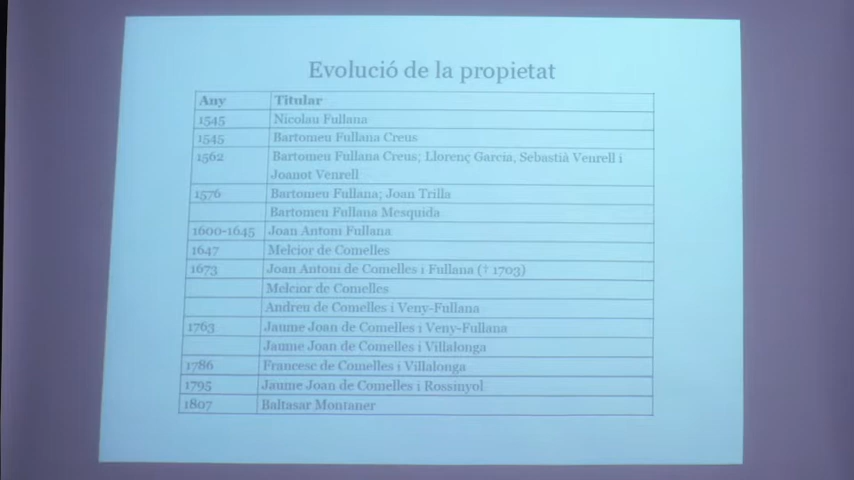 Evolució de la propietat
Any Titular
1545 Nicolau Fullana
1545 Bartomeu Fullana Creus
1562 Bartomeu Fullana Creus; Llorenç Garcia, Sebastià Venrell i
Joanot Venrell
1576 Bartomeu Fullana; Joan Trilla
Bartomeu Fullana Mesquida
1600-1645 Joan Antoni Fullana
1647 Melcior de Comelles
1673 Joan Antoni de Comelles i Fullana († 1703)
Melcior de Comelles
Andreu de Comelles i Veny-Fullana
1763 Jaume Joan de Comelles i Veny-Fullana
Jaume Joan de Comelles i Villalonga
1786 Francesc de Comelles i Villalonga
1795 Jaume Joan de Comelles i Rossinyol
1807 Baltasar Montaner